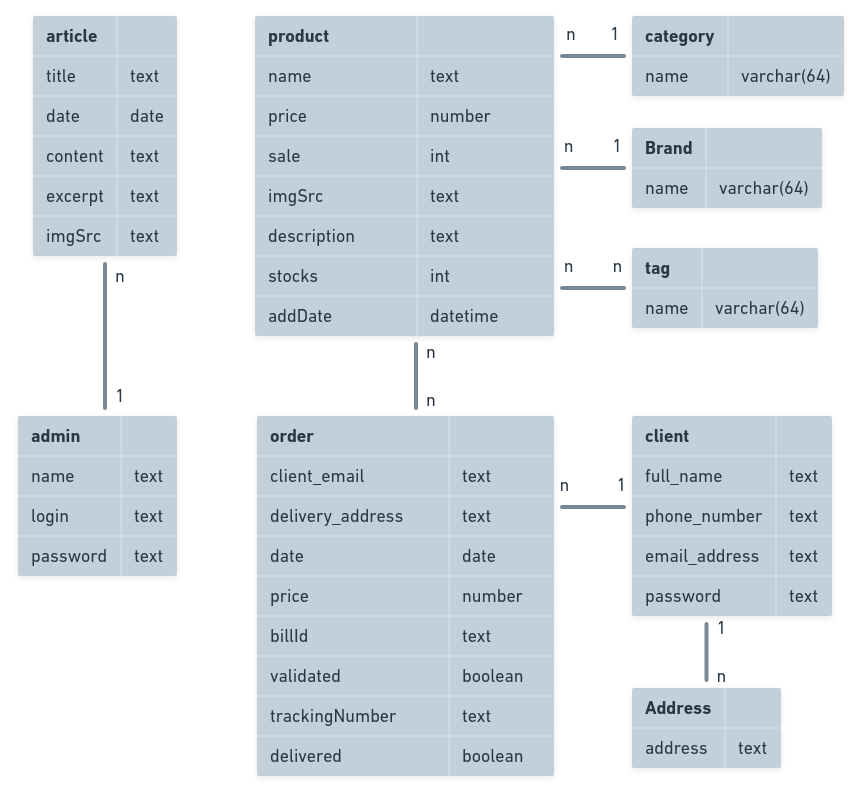 article
title text
date date
content text
excerpt text
imgSrc text
n
1
admin
name text
login text
password text
product
name text
price number
sale int
imgSrc text
description text
stocks int
addDate datetime
n 1
category
name varchar(64)
n 1
Brand
name varchar(64)
n n
tag
name varchar(64)
n
n
order
client_email text
delivery_address text
date date
price number
billId text
validated boolean
trackingNumber text
delivered boolean
n 1
client
full_name text
phone_number text
email_address text
password text
1
n
Address
address text